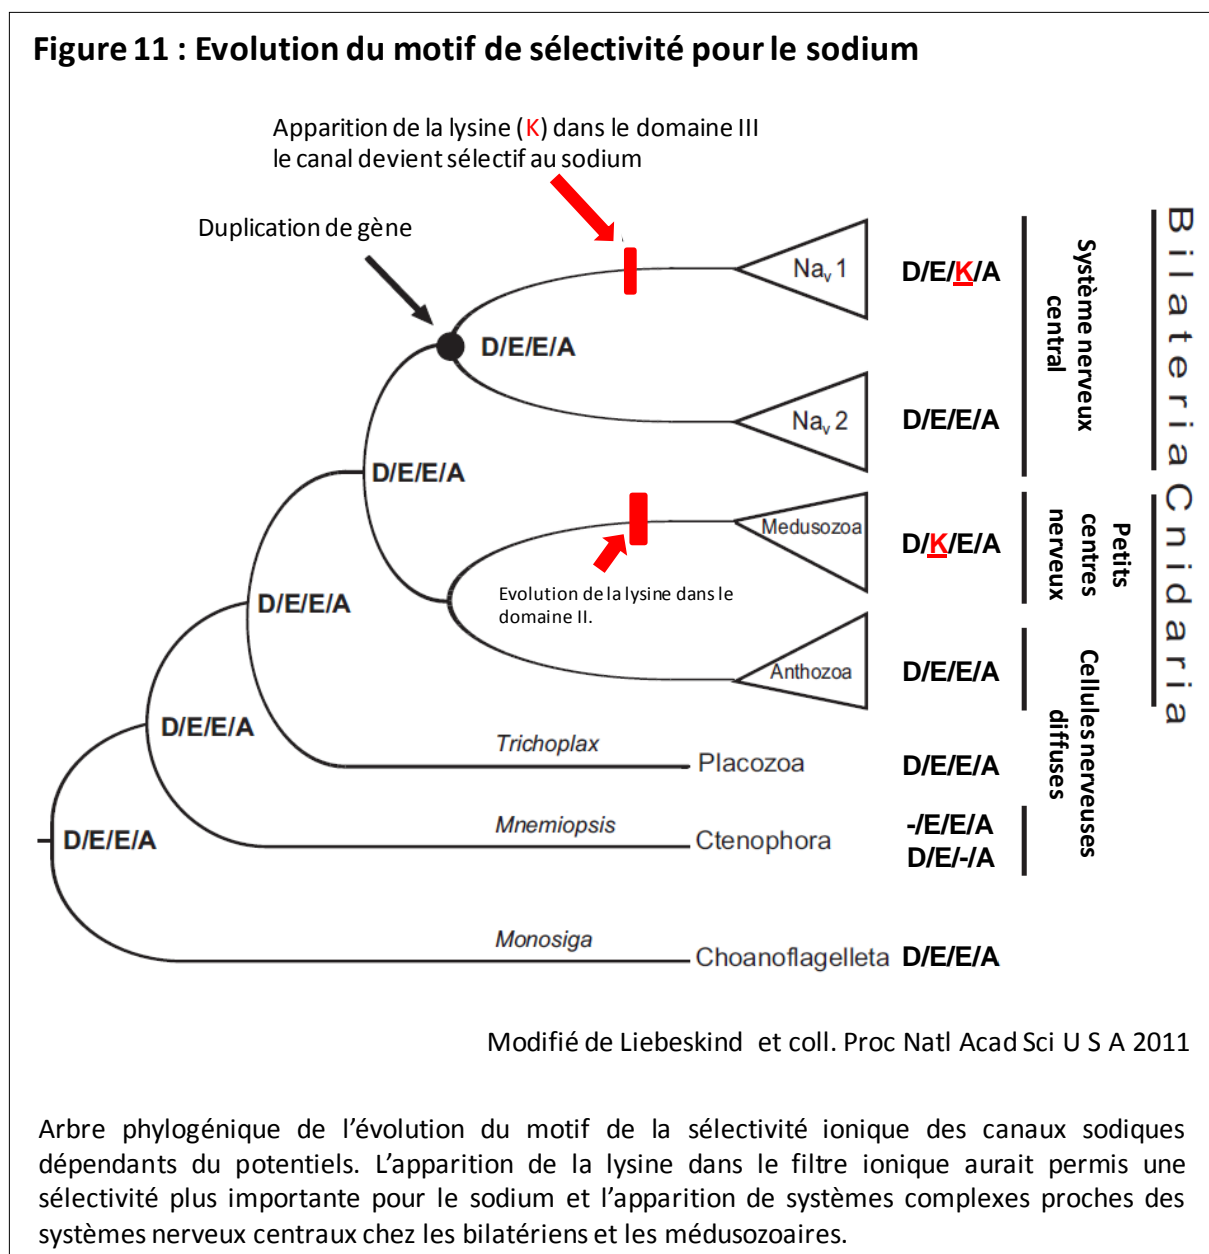 Figure 11 : Evolution du motif de sélectivité pour le sodium
Apparition de la lysine (K) dans le domaine III
le canal devient sélectif au sodium
Duplication de gène
Nav 1
D/E/K/A
D/E/E/A
Nav 2
D/E/E/A
Système nerveux
central
Bilateria
D/E/E/A
Medusozoa
D/K/E/A
Petits
centres
nerveux
Evolution de la lysine dans le
domaine II.
Cnidaria
D/E/E/A
Anthozoa
D/E/E/A
Cellules nerveuses
diffuses
D/E/E/A
Trichoplax
Placozoa
D/E/E/A
Mnemiopsis
Ctenophora
-/E/E/A
D/E/-/A
D/E/E/A
Monosiga
Choanoflagelleta
D/E/E/A
Modifié de Liebeskind et coll. Proc Natl Acad Sci U S A 2011
Arbre phylogénique de l’évolution du motif de la sélectivité ionique des canaux sodiques
dépendants du potentiels. L’apparition de la lysine dans le filtre ionique aurait permis une
sélectivité plus importante pour le sodium et l’apparition de systèmes complexes proches des
systèmes nerveux centraux chez les bilatériens et les médusozoaires.